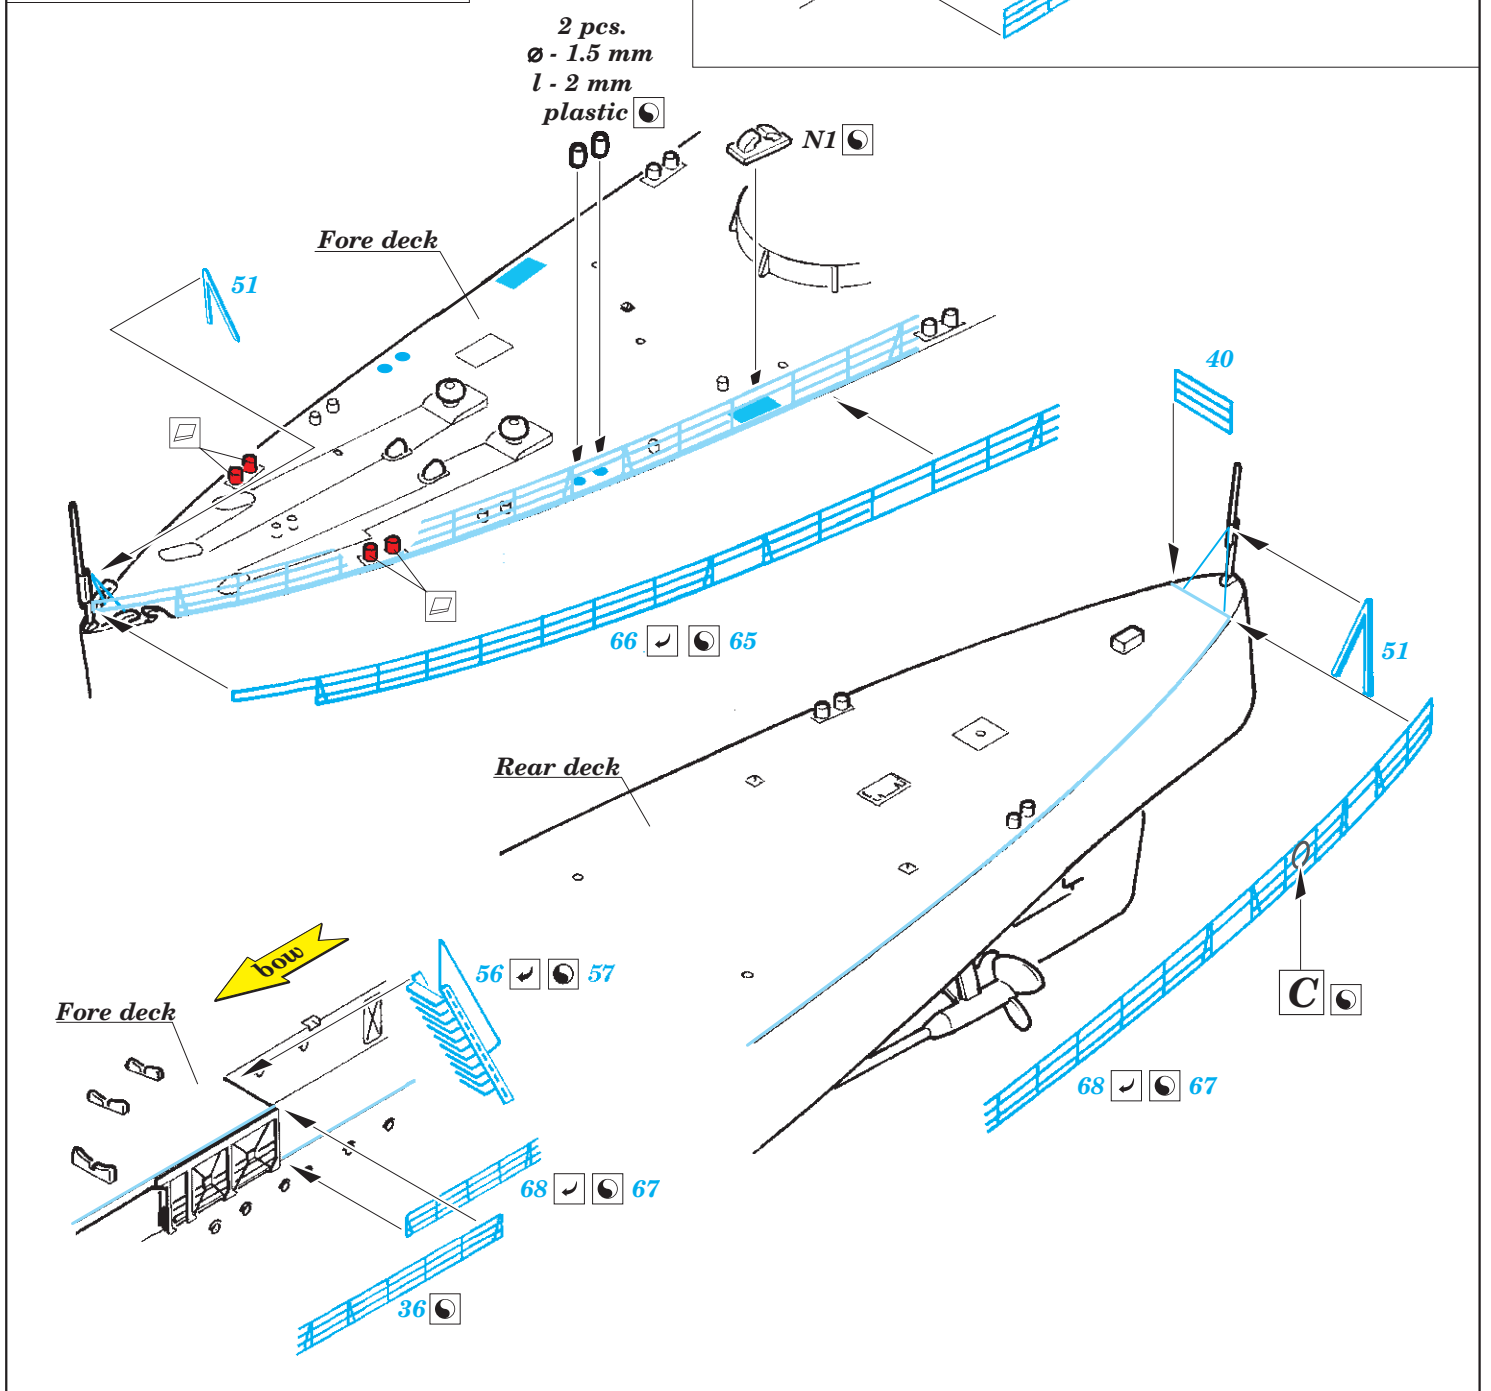 2 pcs.
ø - 1.5 mm
l - 2 mm
plastic
N1
Fore deck
51
40
66 65
51
Rear deck
bow
56 57
Fore deck
C
68 67
68 67
36